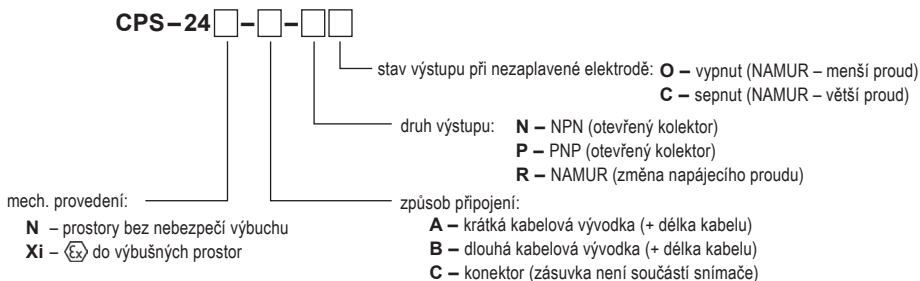 CPS–24□–□–□□
stav výstupu při nezaplavené elektrodě: O – vypnut (NAMUR – menší proud)
C – sepnut (NAMUR – větší proud)
druh výstupu: N – NPN (otevřený kolektor)
P – PNP (otevřený kolektor)
R – NAMUR (změna napájecího proudu)
mech. provedení:
N – prostory bez nebezpečí výbuchu
Xi – Ex do výbušných prostor
způsob připojení:
A – krátká kabelová vývodka (+ délka kabelu)
B – dlouhá kabelová vývodka (+ délka kabelu)
C – konektor (zásuvka není součástí snímače)